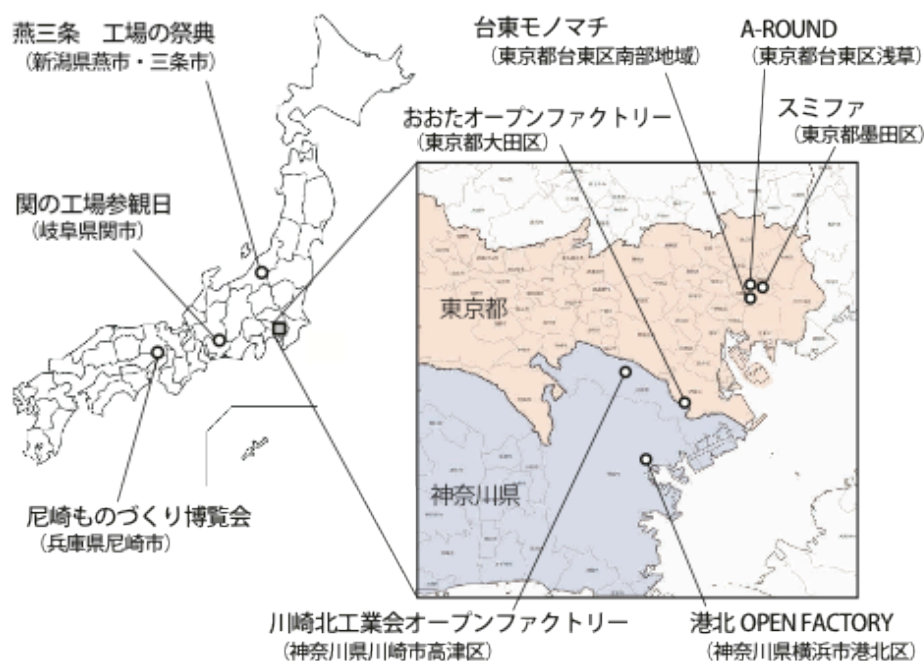 燕三条　工場の祭典
（新潟県燕市・三条市）
台東モノマチ
（東京都台東区南部地域）
A-ROUND
（東京都台東区浅草）
スミファ
（東京都墨田区）
おおたオープンファクトリー
（東京都大田区）
関の工場参観日
（岐阜県関市）
東京都
神奈川県
尼崎ものづくり博覧会
（兵庫県尼崎市）
川崎北工業会オープンファクトリー
（神奈川県川崎市高津区）
港北 OPEN FACTORY
（神奈川県横浜市港北区）